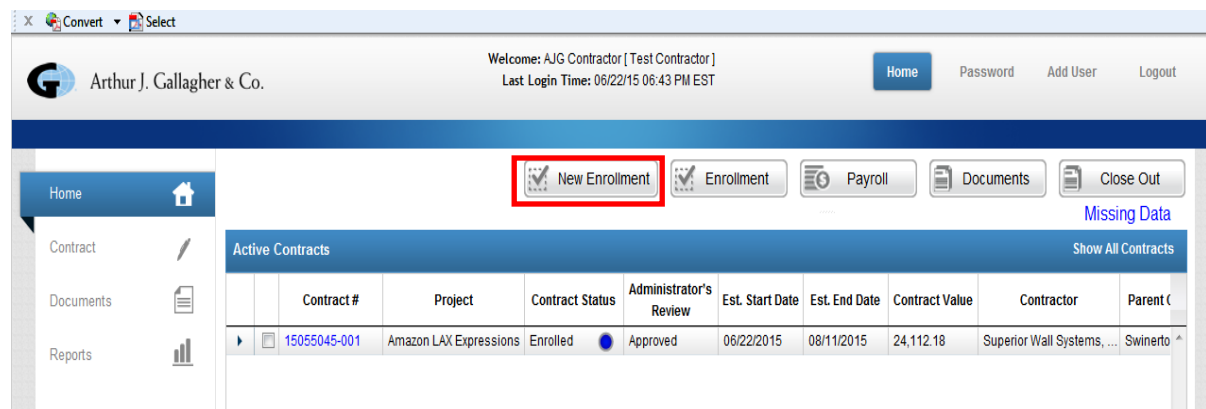 X Convert Select
Arthur J. Gallagher & Co.
Welcome: AJG Contractor [ Test Contractor ]
Last Login Time: 06/22/15 06:43 PM EST
Home Password Add User Logout
New Enrollment Enrollment Payroll Documents Close Out
Missing Data
Home
Contract
Documents
Reports
Active Contracts Show All Contracts
Contract # Project Contract Status Administrator's Review Est. Start Date Est. End Date Contract Value Contractor Parent C
15055045-001 Amazon LAX Expressions Enrolled Approved 06/22/2015 08/11/2015 24,112.18 Superior Wall Systems, ... Swinerto